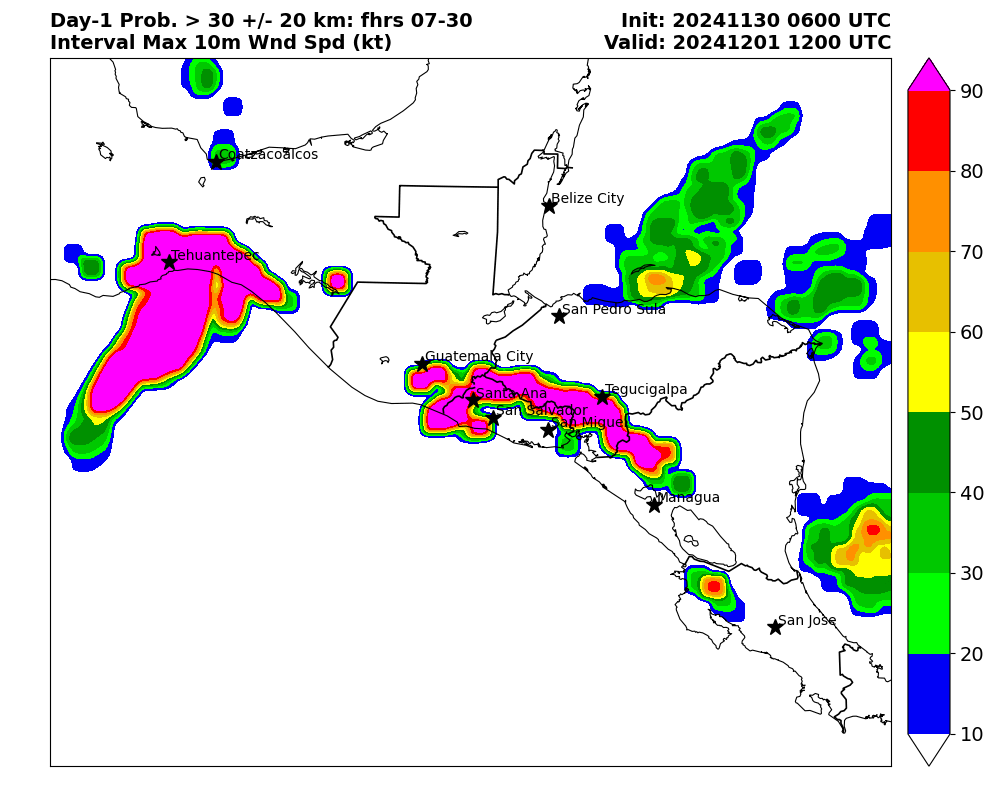 Day-1 Prob. > 30 +/- 20 km: fhrs 07-30
Interval Max 10m Wnd Spd (kt)
Init: 20241130 0600 UTC
Valid: 20241201 1200 UTC
Coatzacoalcos
Belize City
Tehuantepec
San Pedro Sula
Guatemala City
Tegucigalpa
Santa Ana
San Salvador
San Miguel
Managua
San Jose
90
80
70
60
50
40
30
20
10